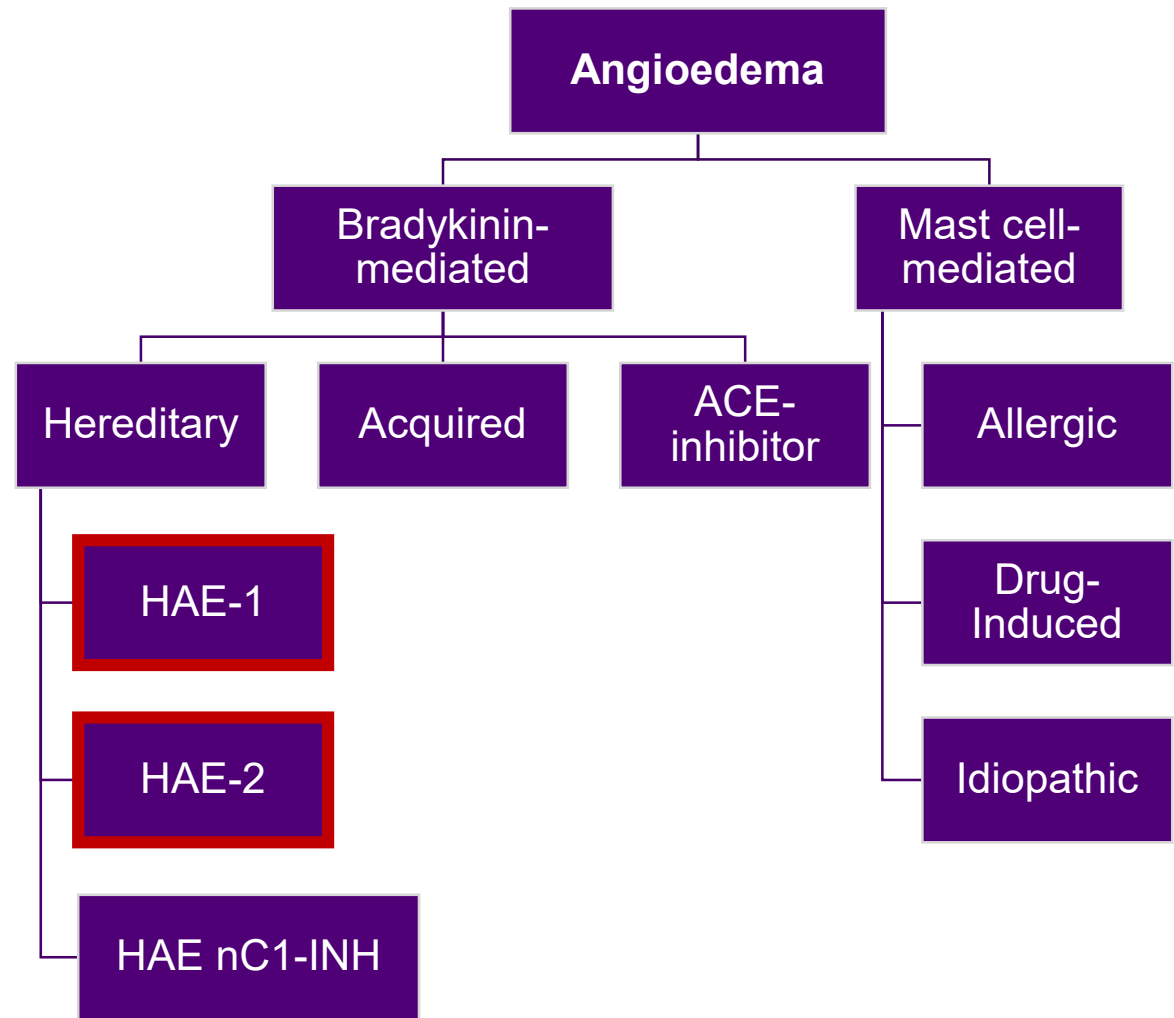 Angioedema
Bradykinin-
mediated
Mast cell-
mediated
Hereditary
Acquired
ACE-
inhibitor
Allergic
HAE-1
Drug-
Induced
HAE-2
Idiopathic
HAE nC1-INH